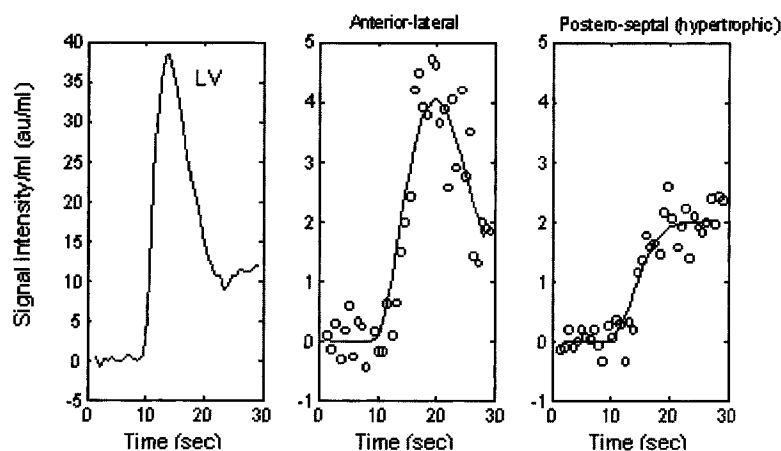 Anterior-lateral
Postero-septal (hypertrophic)
Signal Intensity/ml (au/ml)
LV
40
35
30
25
20
15
10
5
0
-5
0 10 20 30
Time (sec)
5
4
3
2
1
0
-1
0 10 20 30
Time (sec)
5
4
3
2
1
0
-1
0 10 20 30
Time (sec)